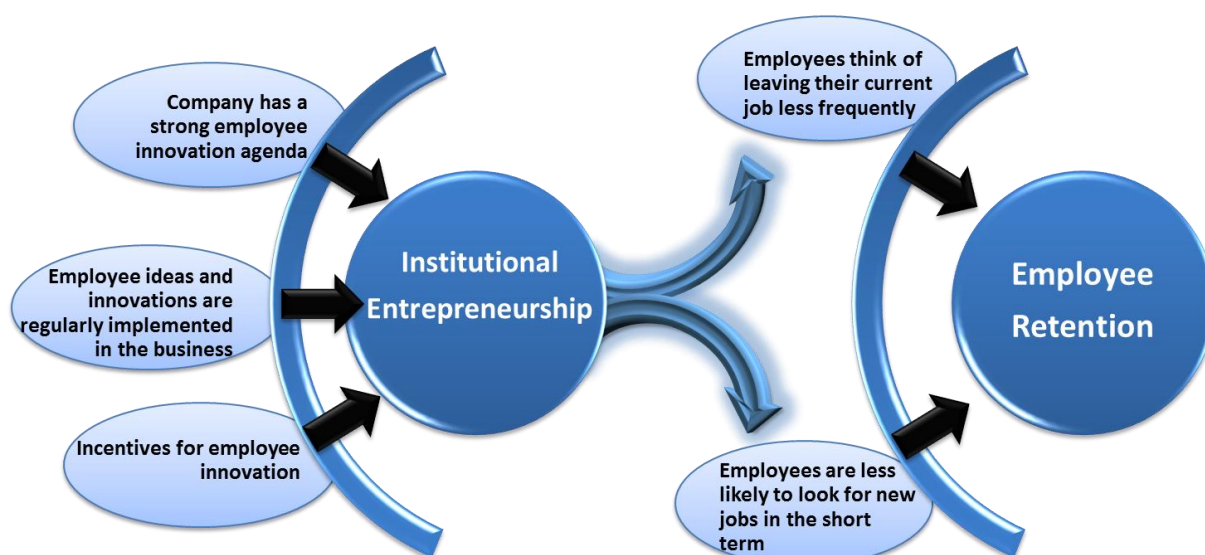 Company has a
strong employee
innovation agenda
Employee ideas and
innovations are
regularly implemented
in the business
Incentives for employee
innovation
Institutional
Entrepreneurship
Employees think of
leaving their current
job less frequently
Employees are less
likely to look for new
jobs in the short
term
Employee
Retention